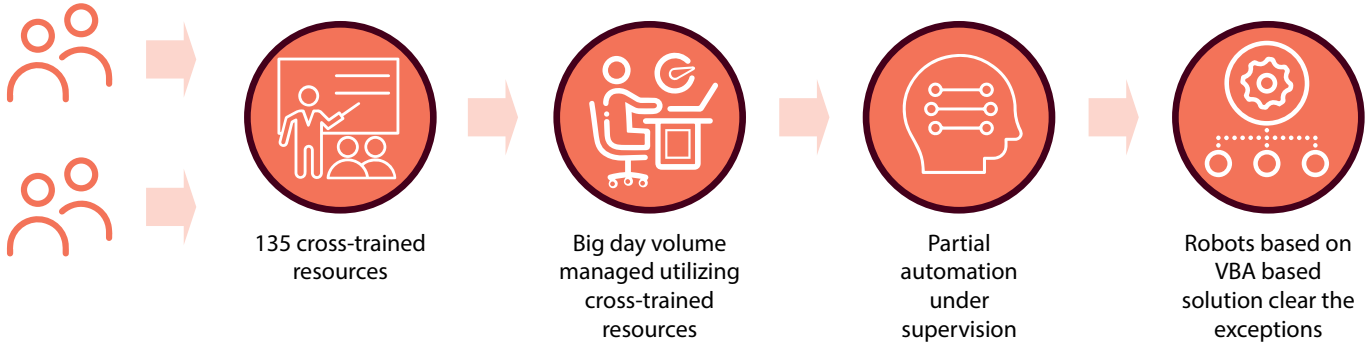 135 cross-trained
resources
Big day volume
managed utilizing
cross-trained
resources
Partial
automation
under
supervision
Robots based on
VBA based
solution clear the
exceptions